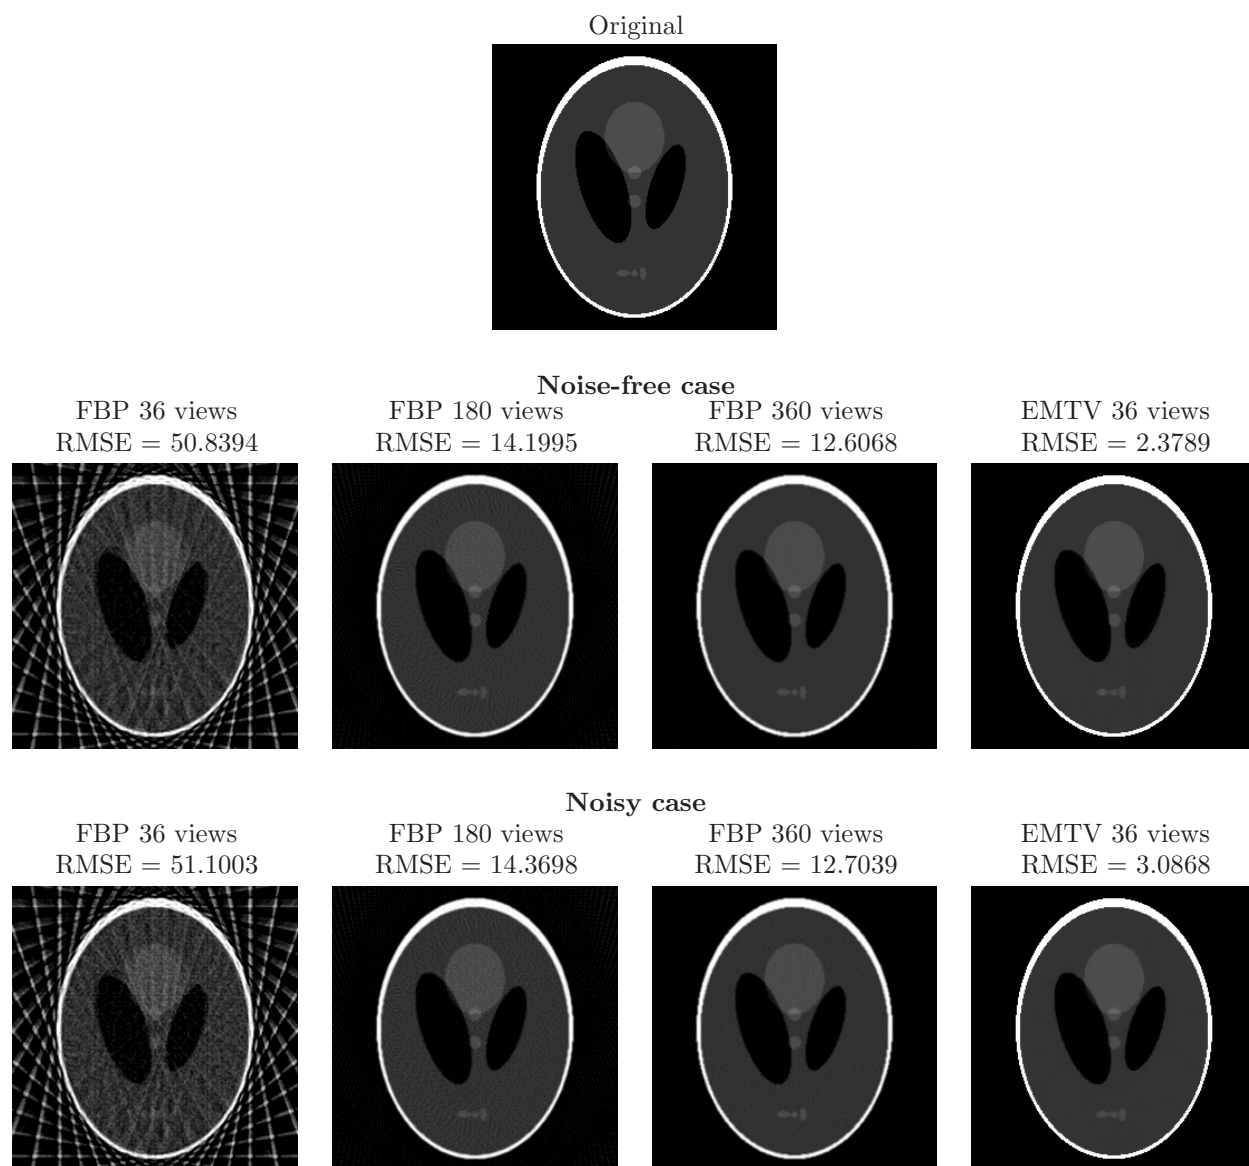 Original
Noise-free case
FBP 36 views
RMSE = 50.8394
FBP 180 views
RMSE = 14.1995
FBP 360 views
RMSE = 12.6068
EMTV 36 views
RMSE = 2.3789
Noisy case
FBP 36 views
RMSE = 51.1003
FBP 180 views
RMSE = 14.3698
FBP 360 views
RMSE = 12.7039
EMTV 36 views
RMSE = 3.0868